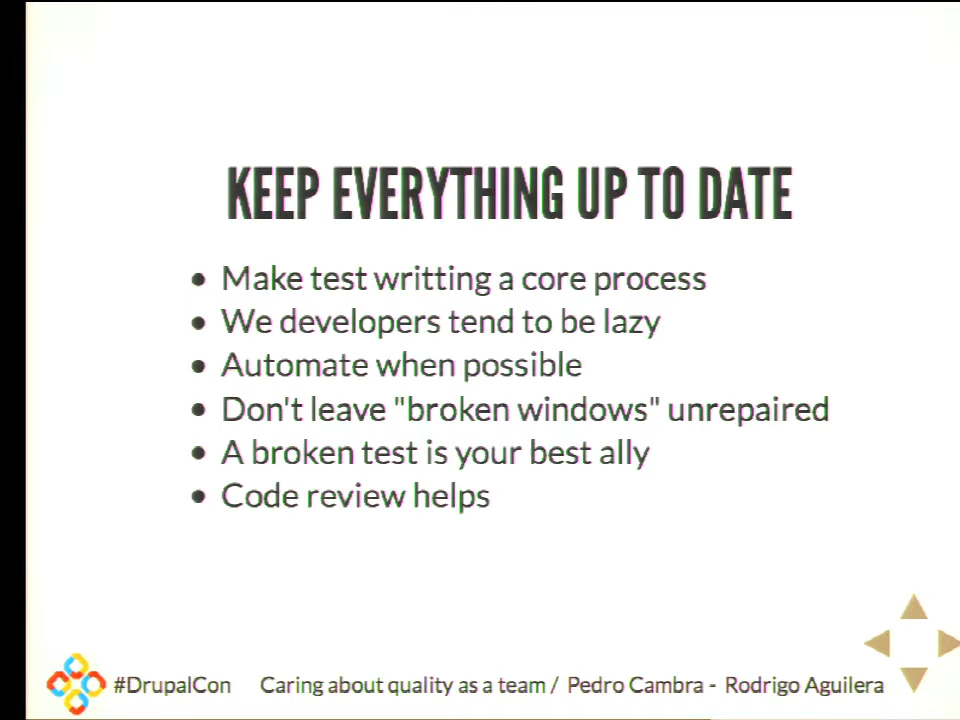 KEEP EVERYTHING UP TO DATE
Make test writting a core process
We developers tend to be lazy
Automate when possible
Don't leave "broken windows" unrepaired
A broken test is your best ally
Code review helps
#DrupalCon Caring about quality as a team / Pedro Cambra - Rodrigo Aguilera